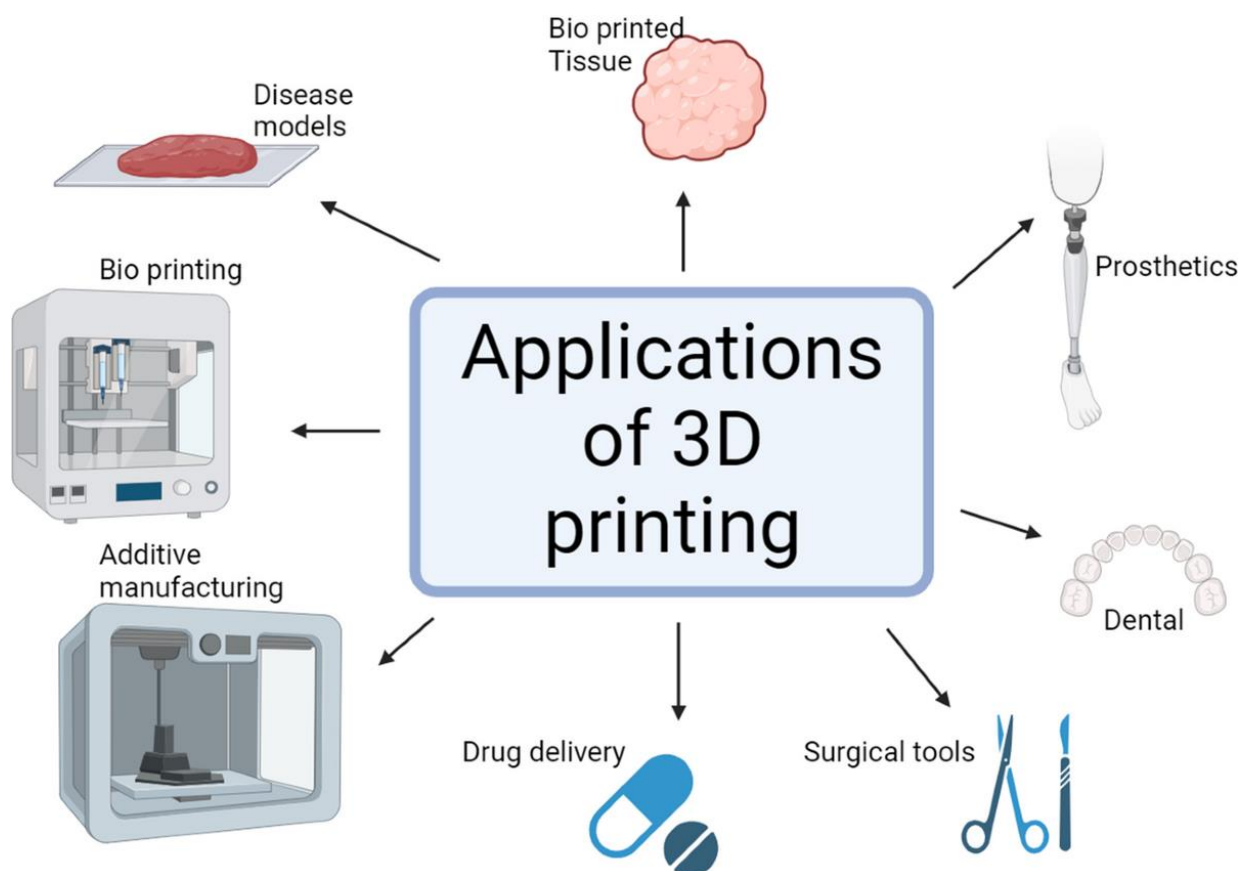 Bio printed
Tissue
Disease
models
Prosthetics
Bio printing
Applications
of 3D
printing
Additive
manufacturing
Dental
Drug delivery
Surgical tools